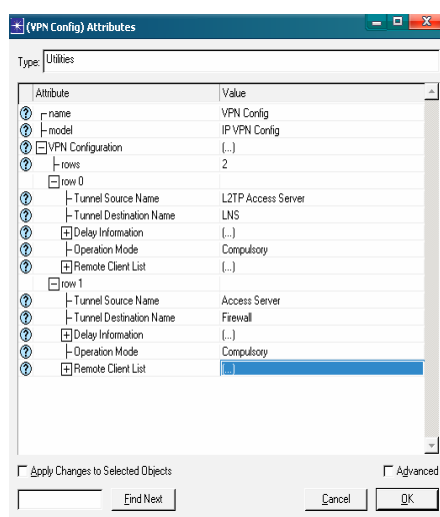 (VPN Config) Attributes
Type: Utilities
Attribute Value
name VPN Config
model IP VPN Config
VPN Configuration (...)
rows 2
row 0
Tunnel Source Name L2TP Access Server
Tunnel Destination Name LNS
Delay Information (...)
Operation Mode Compulsory
Remote Client List (...)
row 1
Tunnel Source Name Access Server
Tunnel Destination Name Firewall
Delay Information (...)
Operation Mode Compulsory
Remote Client List (...)
Apply Changes to Selected Objects Advanced
Find Next Cancel OK